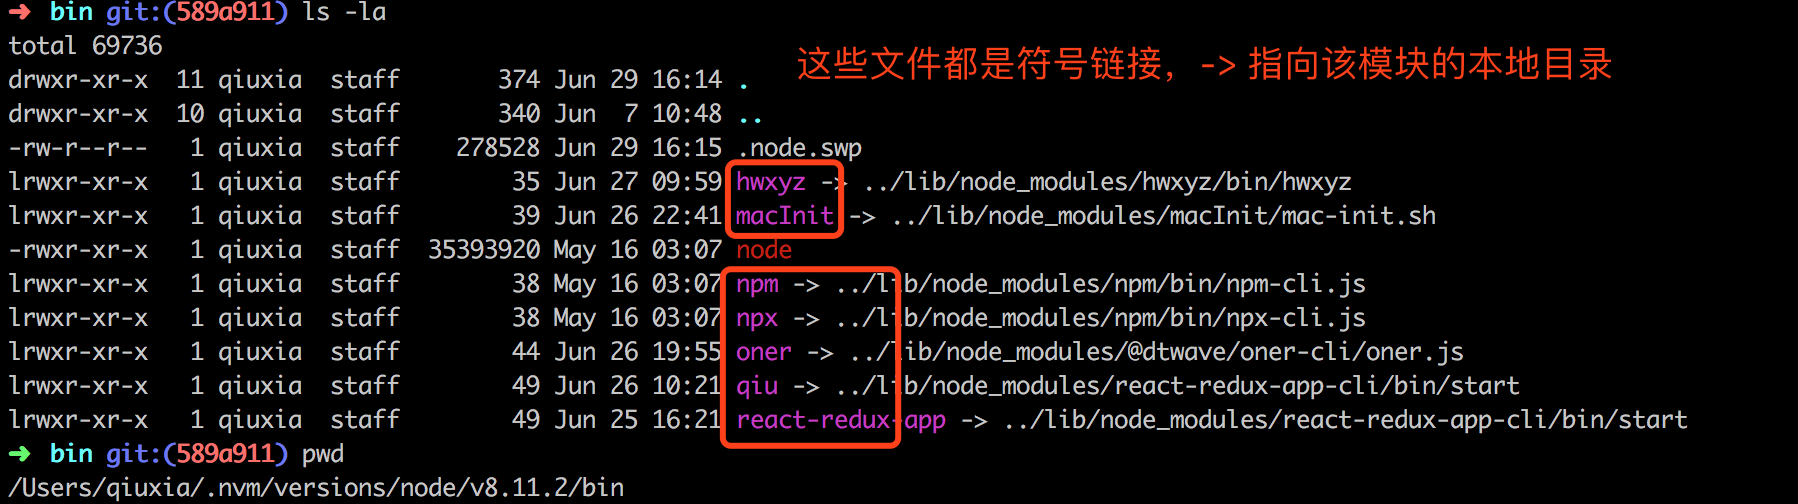 ➜ bin git:(589a911) ls -la
total 69736
这些文件都是符号链接，-> 指向该模块的本地目录
drwxr-xr-x 11 qiuxia staff 374 Jun 29 16:14 .
drwxr-xr-x 10 qiuxia staff 340 Jun 7 10:48 ..
-rw-r--r-- 1 qiuxia staff 278528 Jun 29 16:15 .node.swp
lrwxr-xr-x 1 qiuxia staff 35 Jun 27 09:59 hwxyz -> ../lib/node_modules/hwxyz/bin/hwxyz
lrwxr-xr-x 1 qiuxia staff 39 Jun 26 22:41 macInit -> ../lib/node_modules/macInit/mac-init.sh
-rwxr-xr-x 1 qiuxia staff 35393920 May 16 03:07 node
lrwxr-xr-x 1 qiuxia staff 38 May 16 03:07 npm -> ../lib/node_modules/npm/bin/npm-cli.js
lrwxr-xr-x 1 qiuxia staff 38 May 16 03:07 npx -> ../lib/node_modules/npm/bin/npx-cli.js
lrwxr-xr-x 1 qiuxia staff 44 Jun 26 19:55 oner -> ../lib/node_modules/@dtwave/oner-cli/oner.js
lrwxr-xr-x 1 qiuxia staff 49 Jun 26 10:21 qiu -> ../lib/node_modules/react-redux-app-cli/bin/start
lrwxr-xr-x 1 qiuxia staff 49 Jun 25 16:21 react-redux-app -> ../lib/node_modules/react-redux-app-cli/bin/start
➜ bin git:(589a911) pwd
/Users/qiuxia/.nvm/versions/node/v8.11.2/bin